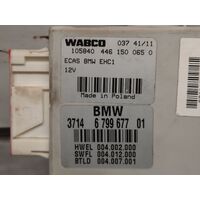 WABCO 037 41/11
105840 446 150 065 0
ECAS BMW EHC1
12V
Made in Poland
BMW
3714 6 799 677 01
HWEL 004.002.000
SWFL 004.012.000
BTLD 004.007.001